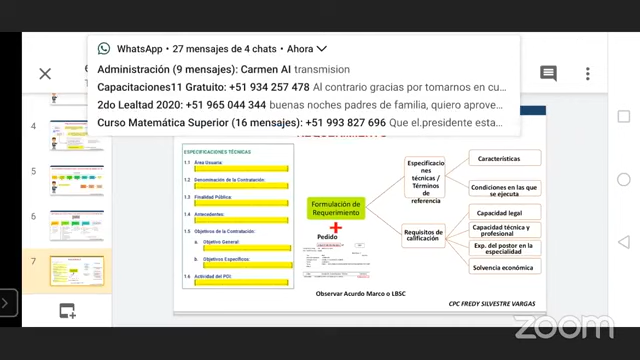 WhatsApp • 27 mensajes de 4 chats • Ahora
Administración (9 mensajes): Carmen AI transmision
Capacitaciones11 Gratuito: +51 934 257 478 Al contrario gracias por tomarnos en cu...
2do Lealtad 2020: +51 965 044 344 buenas noches padres de familia, quiero aprove...
Curso Matemática Superior (16 mensajes): +51 993 827 696 Que el.presidente esta...
4
5
6
7
ESPECIFICACIONES TÉCNICAS
1.1 Área Usuaria:
1.2 Denominación de la Contratación:
1.3 Finalidad Pública:
1.4 Antecedentes:
1.5 Objetivos de la Contratación:
a. Objetivo General:
b. Objetivos Específicos:
1.6 Actividad del POI:
Formulación de
Requerimiento
Pedido
Especificacio
nes
técnicas /
Términos
de
referencia
Características
Condiciones en las que
se ejecuta
Requisitos de
calificación
Capacidad legal
Capacidad técnica y
profesional
Exp. del postor en la
especialidad
Solvencia económica
Observar Acurdo Marco o LBSC
CPC FREDY SILVESTRE VARGAS
zoom